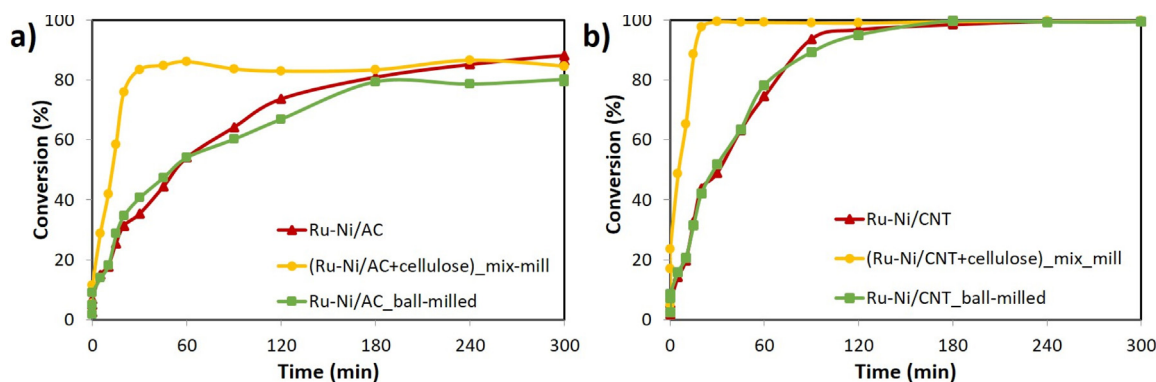 a)
Conversion (%)
100
80
60
40
20
0
Ru-Ni/AC
(Ru-Ni/AC+cellulose)_mix-mill
Ru-Ni/AC_ball-milled
0 60 120 180 240 300
Time (min)
b)
Conversion (%)
100
80
60
40
20
0
Ru-Ni/CNT
(Ru-Ni/CNT+cellulose)_mix_mill
Ru-Ni/CNT_ball-milled
0 60 120 180 240 300
Time (min)